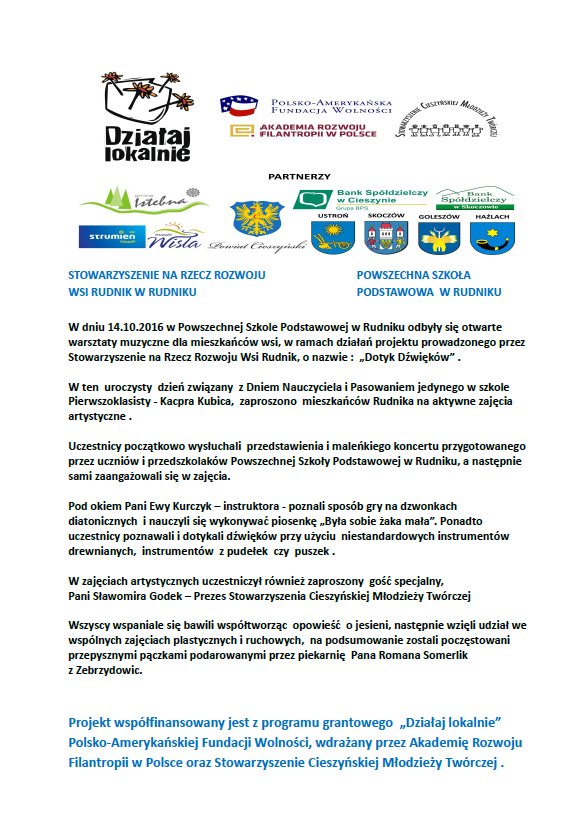 Działaj
lokalnie
POLSKO-AMERYKAŃSKA
FUNDACJA WOLNOŚCI
AKADEMIA ROZWOJU
FILANTROPII W POLSCE
STOWARZYSZENIE CIESZYŃSKIEJ MŁODZIEŻY TWÓRCZEJ
PARTNERZY
Istebna
Bank Spółdzielczy
w Cieszynie
Grupa BPS
Bank
Spółdzielczy
w Skoczowie
strumień
Wisła
Powiat Cieszyński
USTROŃ SKOCZÓW GOLESZÓW HAŻLACH
STOWARZYSZENIE NA RZECZ ROZWOJU POWSZECHNA SZKOŁA
WSI RUDNIK W RUDNIKU PODSTAWOWA W RUDNIKU
W dniu 14.10.2016 w Powszechnej Szkole Podstawowej w Rudniku odbyły się otwarte
warsztaty muzyczne dla mieszkańców wsi, w ramach działań projektu prowadzonego przez
Stowarzyszenie na Rzecz Rozwoju Wsi Rudnik, o nazwie : „Dotyk Dźwięków” .
W ten uroczysty dzień związany z Dniem Nauczyciela i Pasowaniem jedynego w szkole
Pierwszoklasisty - Kacpra Kubica, zaproszono mieszkańców Rudnika na aktywne zajęcia
artystyczne .
Uczestnicy początkowo wysłuchali przedstawienia i maleńkiego koncertu przygotowanego
przez uczniów i przedszkolaków Powszechnej Szkoły Podstawowej w Rudniku, a następnie
sami zaangażowali się w zajęcia.
Pod okiem Pani Ewy Kurczyk – instruktora - poznali sposób gry na dzwonkach
diatonicznych i nauczyli się wykonywać piosenkę „Była sobie żaka mała”. Ponadto
uczestnicy poznawali i dotykali dźwięków przy użyciu niestandardowych instrumentów
drewnianych, instrumentów z pudełek czy puszek .
W zajęciach artystycznych uczestniczył również zaproszony gość specjalny,
Pani Sławomira Godek – Prezes Stowarzyszenia Cieszyńskiej Młodzieży Twórczej
Wszyscy wspaniale się bawili współtworząc opowieść o jesieni, następnie wzięli udział we
wspólnych zajęciach plastycznych i ruchowych, na podsumowanie zostali poczęstowani
przepysznymi pączkami podarowanymi przez piekarnię Pana Romana Somerlik
z Zebrzydowic.
Projekt współfinansowany jest z programu grantowego „Działaj lokalnie”
Polsko-Amerykańskiej Fundacji Wolności, wdrażany przez Akademię Rozwoju
Filantropii w Polsce oraz Stowarzyszenie Cieszyńskiej Młodzieży Twórczej .